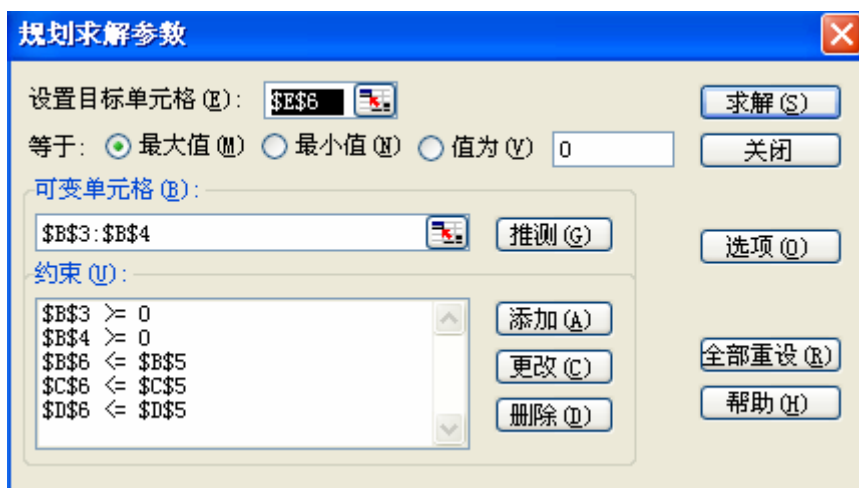 规划求解参数
设置目标单元格(E): $E$6 求解(S)
等于: 最大值(M) 最小值(N) 值为(V) 0 关闭
可变单元格(B):
$B$3:$B$4 推测(G) 选项(O)
约束(U):
$B$3 >= 0 添加(A)
$B$4 >= 0
$B$6 <= $B$5 更改(C) 全部重设(R)
$C$6 <= $C$5
$D$6 <= $D$5 删除(D) 帮助(H)